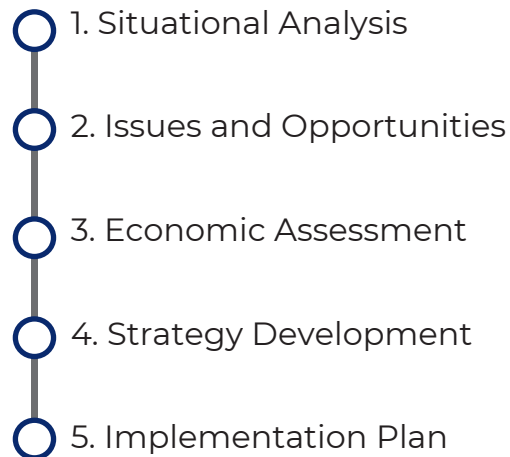 1. Situational Analysis
2. Issues and Opportunities
3. Economic Assessment
4. Strategy Development
5. Implementation Plan